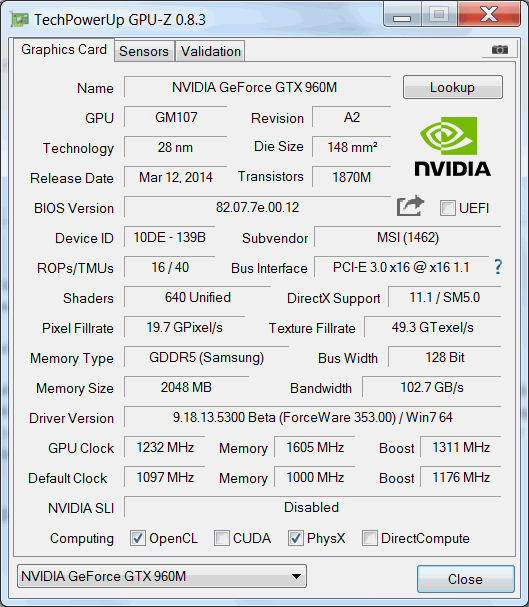 TechPowerUp GPU-Z 0.8.3
Graphics Card Sensors Validation
Name NVIDIA GeForce GTX 960M Lookup
GPU GM107 Revision A2
Technology 28 nm Die Size 148 mm²
Release Date Mar 12, 2014 Transistors 1870M
NVIDIA
BIOS Version 82.07.7e.00.12 UEFI
Device ID 10DE - 139B Subvendor MSI (1462)
ROPs/TMUs 16 / 40 Bus Interface PCI-E 3.0 x16 @ x16 1.1 ?
Shaders 640 Unified DirectX Support 11.1 / SM5.0
Pixel Fillrate 19.7 GPixel/s Texture Fillrate 49.3 GTexel/s
Memory Type GDDR5 (Samsung) Bus Width 128 Bit
Memory Size 2048 MB Bandwidth 102.7 GB/s
Driver Version 9.18.13.5300 Beta (ForceWare 353.00) / Win7 64
GPU Clock 1232 MHz Memory 1605 MHz Boost 1311 MHz
Default Clock 1097 MHz Memory 1000 MHz Boost 1176 MHz
NVIDIA SLI Disabled
Computing OpenCL CUDA PhysX DirectCompute
NVIDIA GeForce GTX 960M Close